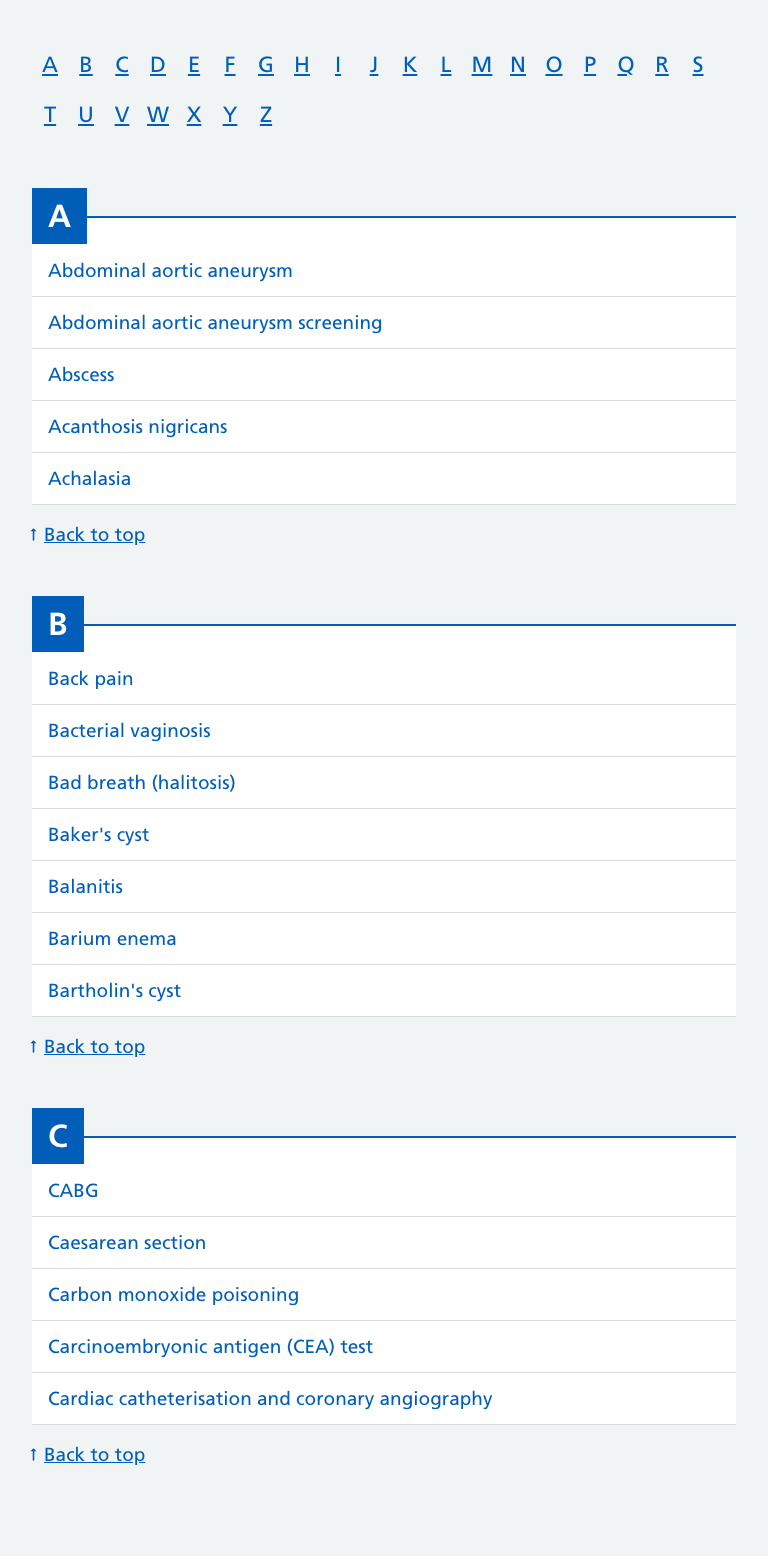 A B C D E F G H I J K L M N O P Q R S
T U V W X Y Z
A
Abdominal aortic aneurysm
Abdominal aortic aneurysm screening
Abscess
Acanthosis nigricans
Achalasia
↑ Back to top
B
Back pain
Bacterial vaginosis
Bad breath (halitosis)
Baker's cyst
Balanitis
Barium enema
Bartholin's cyst
↑ Back to top
C
CABG
Caesarean section
Carbon monoxide poisoning
Carcinoembryonic antigen (CEA) test
Cardiac catheterisation and coronary angiography
↑ Back to top